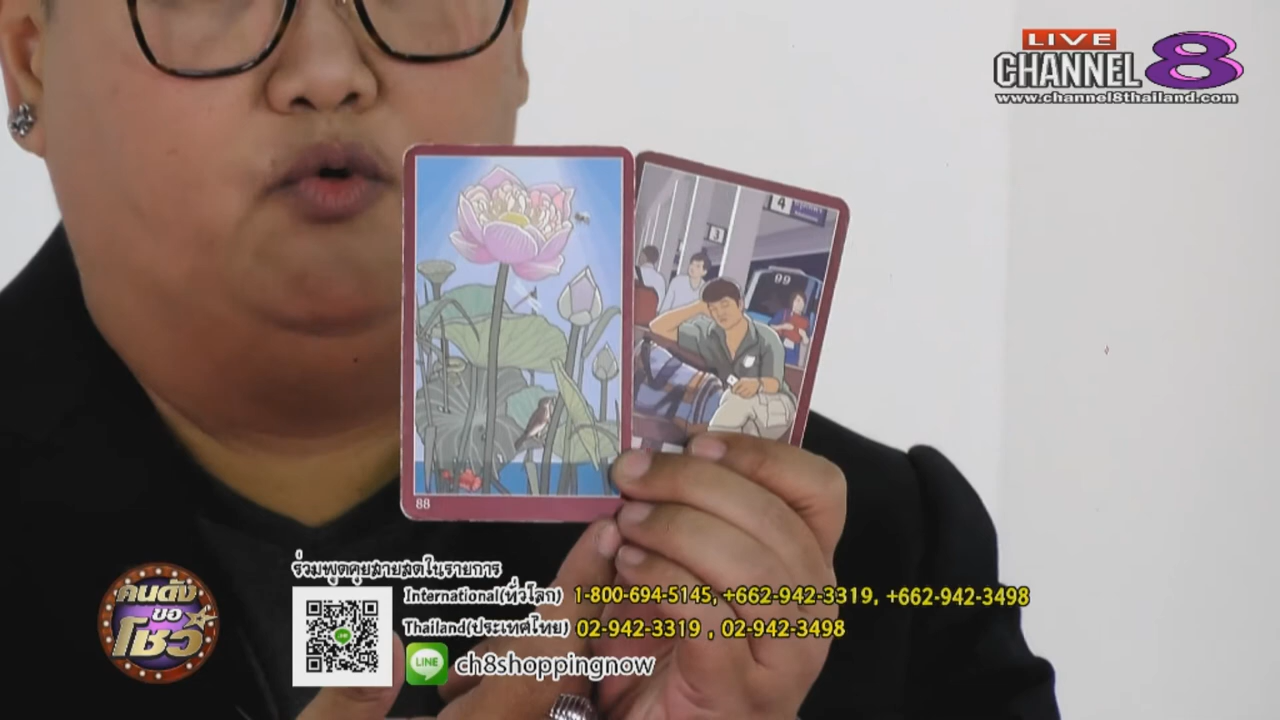 LIVE
CHANNEL 8
www.channel8thailand.com
4
3
99
88
ร่วมพูดคุยสายสดในรายการ
International(ทั่วโลก) 1-800-694-5145, +662-942-3319, +662-942-3498
Thailand(ประเทศไทย) 02-942-3319 , 02-942-3498
LINE ch8shoppingnow
คนดัง
ขอ
โชว์